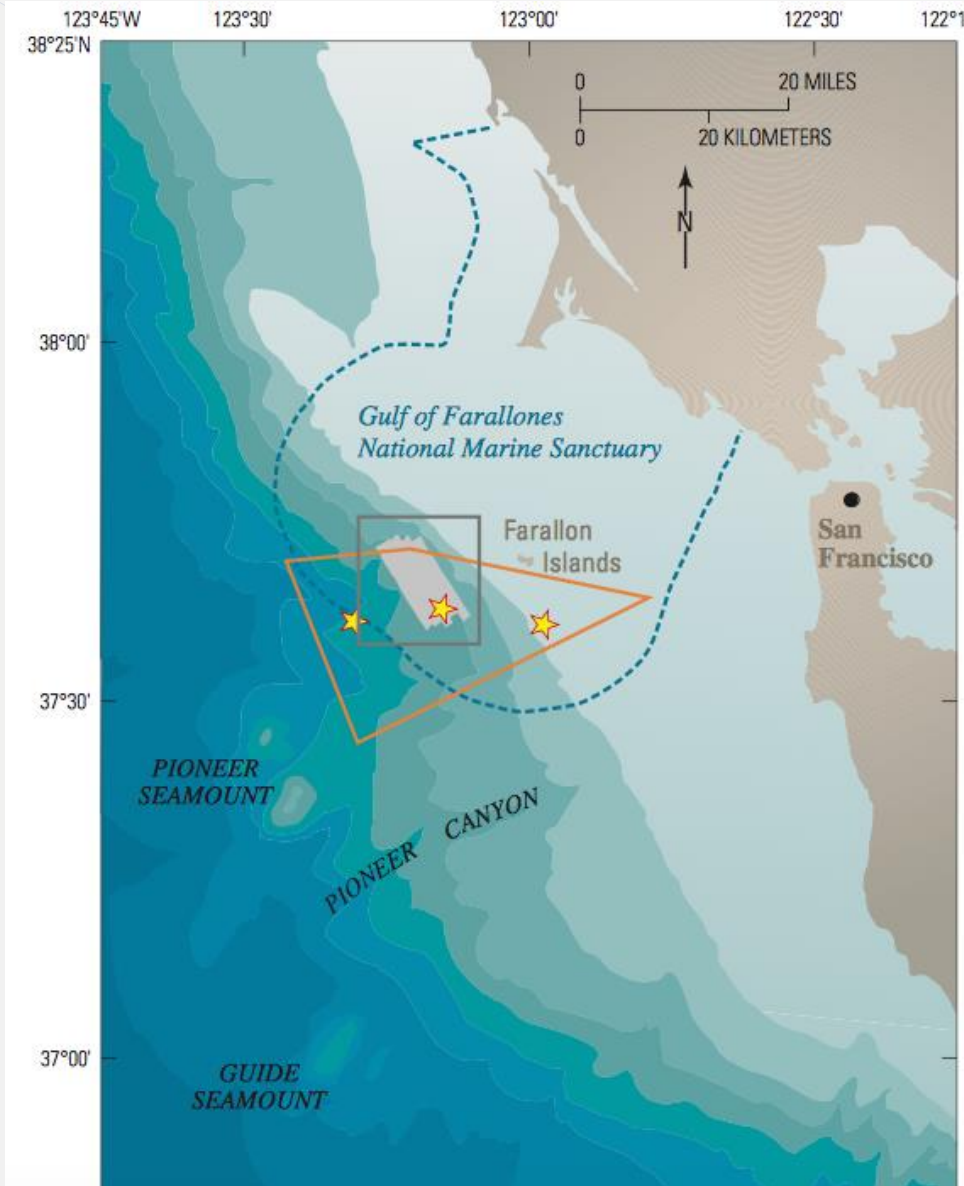 123°45'W 123°30' 123°00' 122°30' 122°1
38°25'N
0 20 MILES
0 20 KILOMETERS
N
38°00'
Gulf of Farallones
National Marine Sanctuary
Farallon
Islands
San
Francisco
37°30'
PIONEER
SEAMOUNT
PIONEER CANYON
37°00'
GUIDE
SEAMOUNT